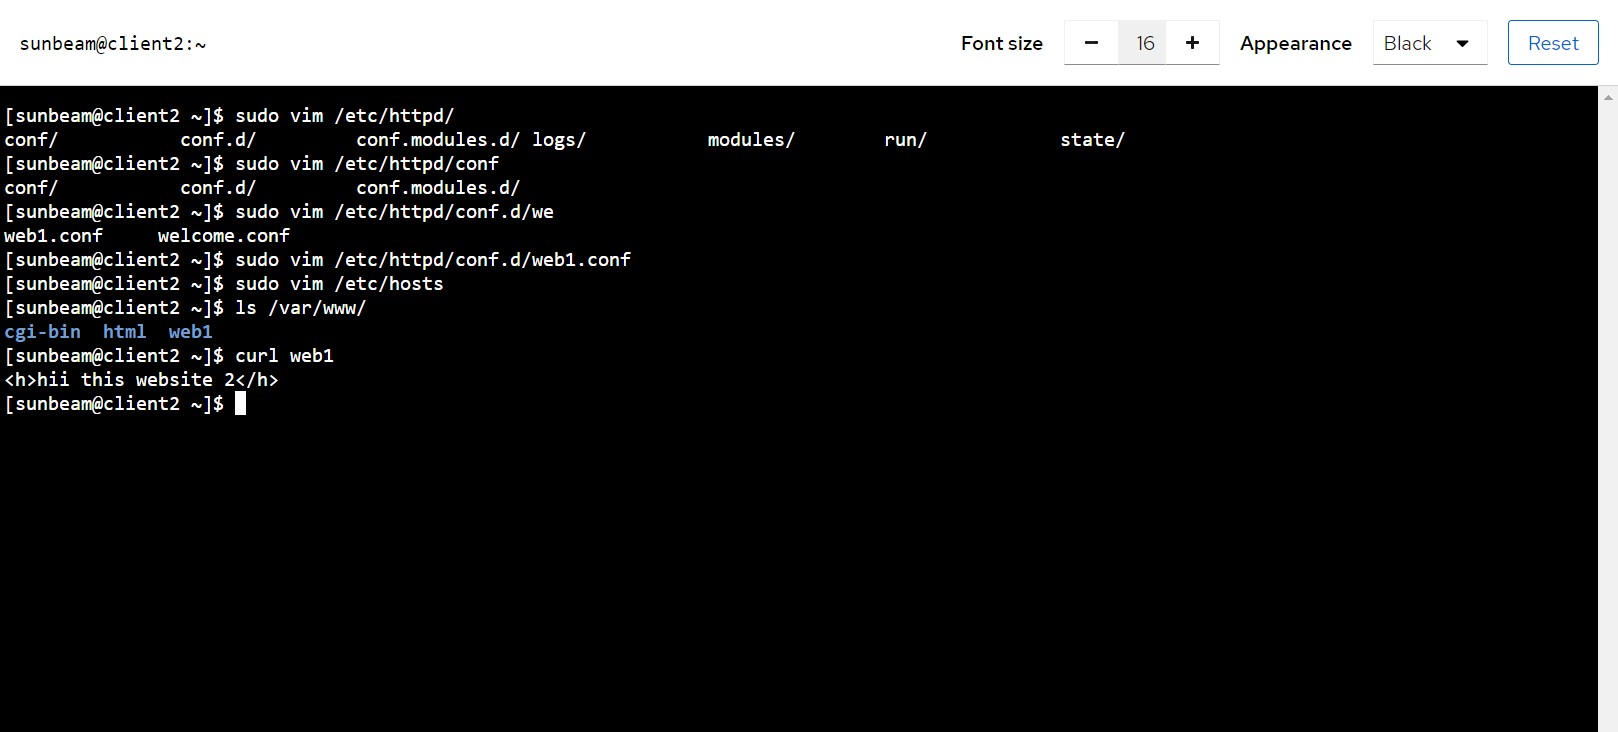 sunbeam@client2:~ Font size − 16 + Appearance Black Reset
[sunbeam@client2 ~]$ sudo vim /etc/httpd/
conf/ conf.d/ conf.modules.d/ logs/ modules/ run/ state/
[sunbeam@client2 ~]$ sudo vim /etc/httpd/conf
conf/ conf.d/ conf.modules.d/
[sunbeam@client2 ~]$ sudo vim /etc/httpd/conf.d/we
web1.conf welcome.conf
[sunbeam@client2 ~]$ sudo vim /etc/httpd/conf.d/web1.conf
[sunbeam@client2 ~]$ sudo vim /etc/hosts
[sunbeam@client2 ~]$ ls /var/www/
cgi-bin html web1
[sunbeam@client2 ~]$ curl web1
<h>hii this website 2</h>
[sunbeam@client2 ~]$